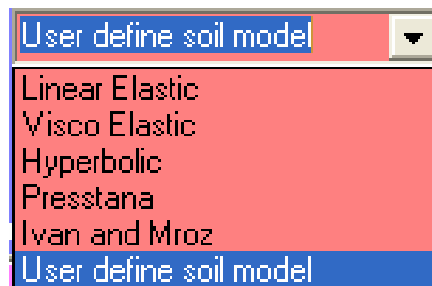 User define soil model
Linear Elastic
Visco Elastic
Hyperbolic
Presstana
Ivan and Mroz
User define soil model